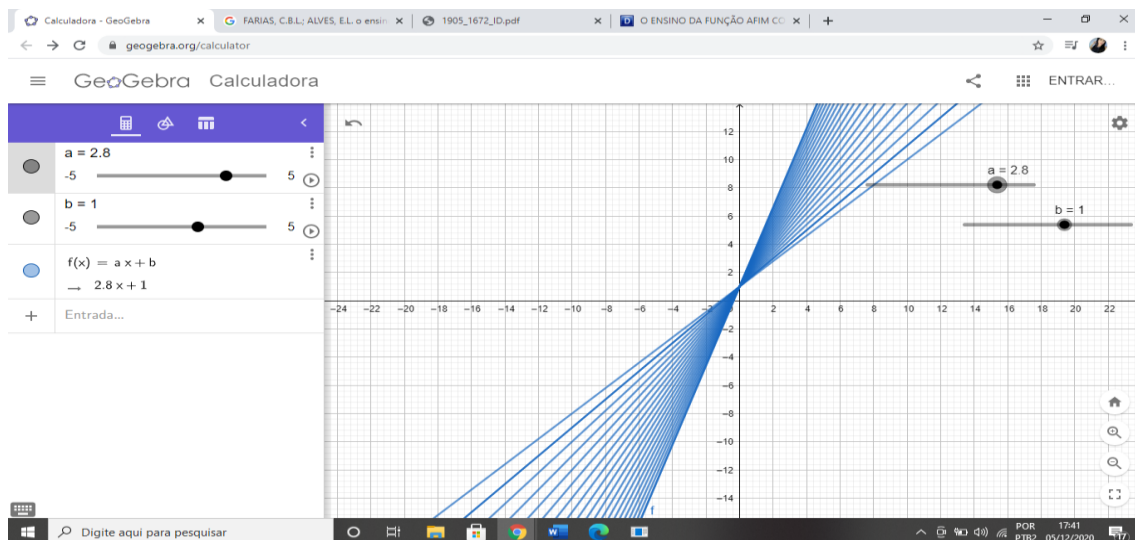 Calculadora - GeoGebra
FARIAS, C.B.L.; ALVES, E.L. o ensin
1905_1672_ID.pdf
O ENSINO DA FUNÇÃO AFIM CO
geogebra.org/calculator
GeoGebra Calculadora
ENTRAR...
a = 2.8
-5 5
b = 1
-5 5
f(x) = a x + b
→ 2.8 x + 1
+ Entrada...
a = 2.8
b = 1
12
10
8
6
4
2
-24 -22 -20 -18 -16 -14 -12 -10 -8 -6 -4 -2 0 2 4 6 8 10 12 14 16 18 20 22
-2
-4
-6
-8
-10
-12
-14
f
Digite aqui para pesquisar
POR 17:41
PTB2 05/12/2020
17